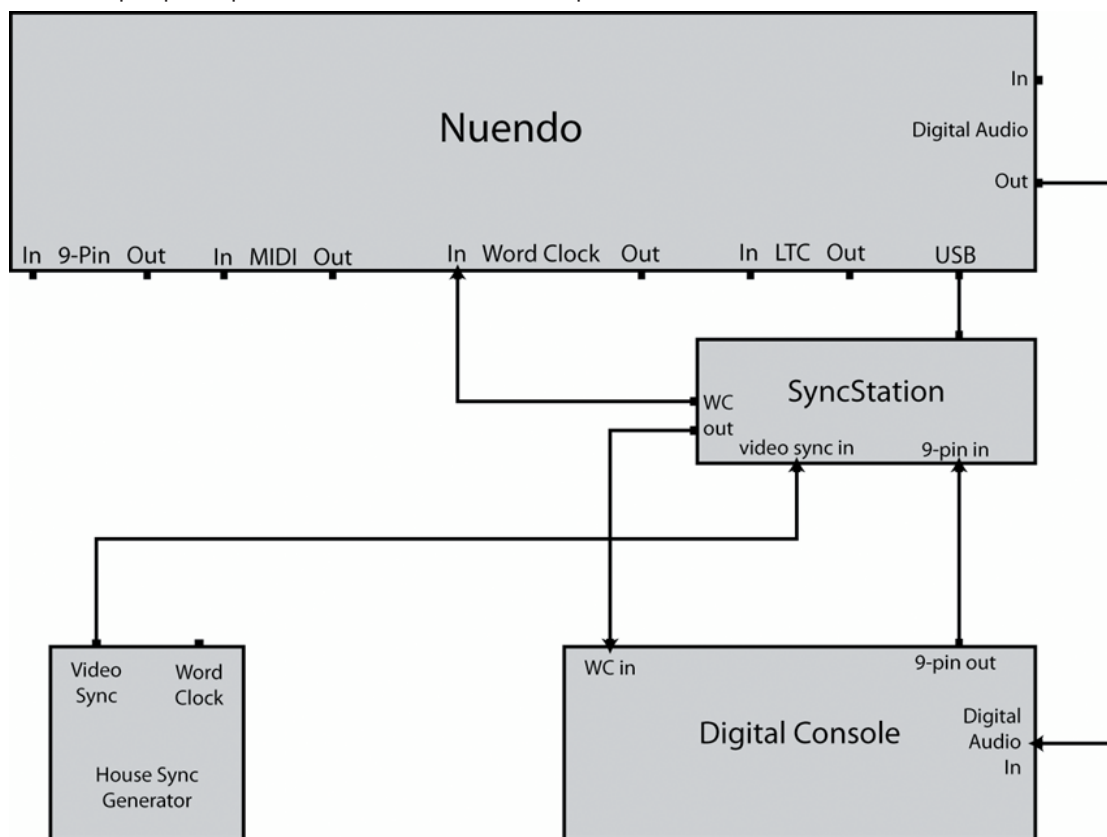 Nuendo
In
Digital Audio
Out
In 9-Pin Out In MIDI Out In Word Clock Out In LTC Out USB
SyncStation
WC
out
video sync in
9-pin in
Video
Sync
Word
Clock
House Sync
Generator
WC in
9-pin out
Digital Console
Digital
Audio
In